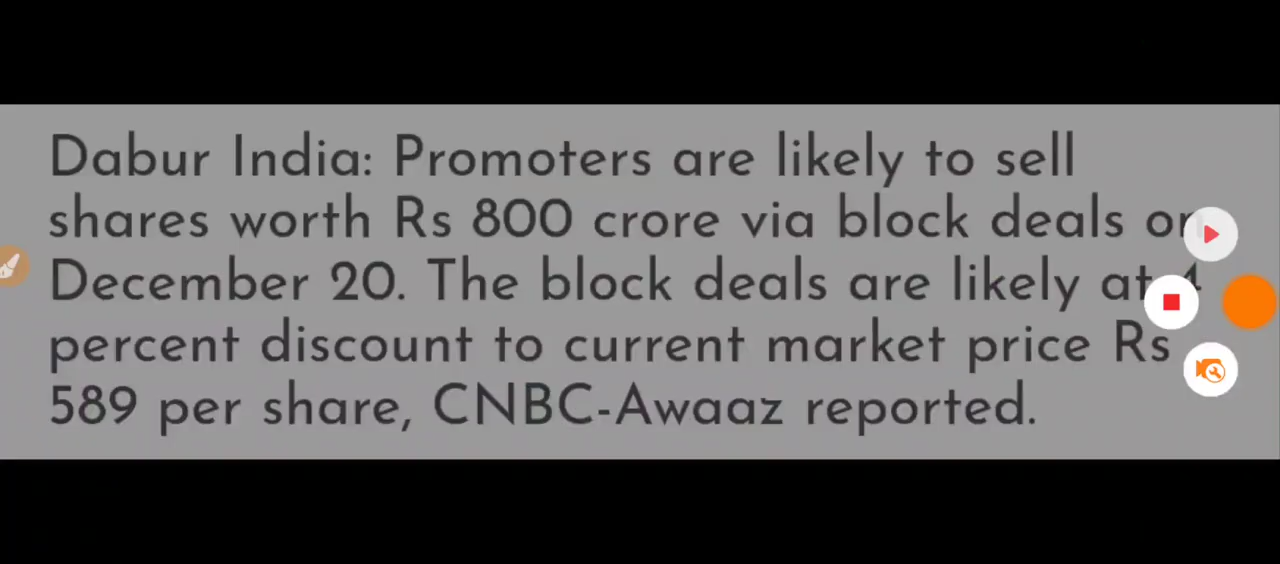 Dabur India: Promoters are likely to sell
shares worth Rs 800 crore via block deals on
December 20. The block deals are likely at 4
percent discount to current market price Rs
589 per share, CNBC-Awaaz reported.